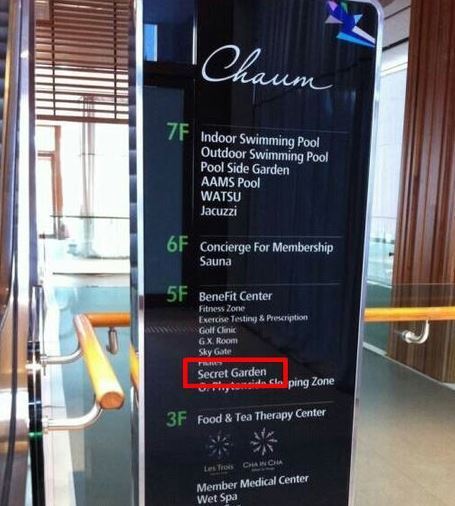 Chaum
7F
Indoor Swimming Pool
Outdoor Swimming Pool
Pool Side Garden
AAMS Pool
WATSU
Jacuzzi
6F
Concierge For Membership
Sauna
5F
BeneFit Center
Fitness Zone
Exercise Testing & Prescription
Golf Clinic
G.X. Room
Sky Gate
Pilates
Secret Garden
O₂ Phytoncide Sleeping Zone
3F
Food & Tea Therapy Center
Les Trois
CHA IN CHA
Member Medical Center
Wet Spa